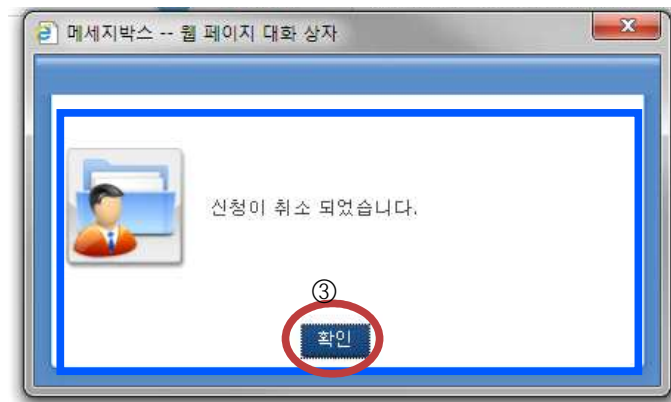 메세지박스 -- 웹 페이지 대화 상자
신청이 취소 되었습니다.
③
확인